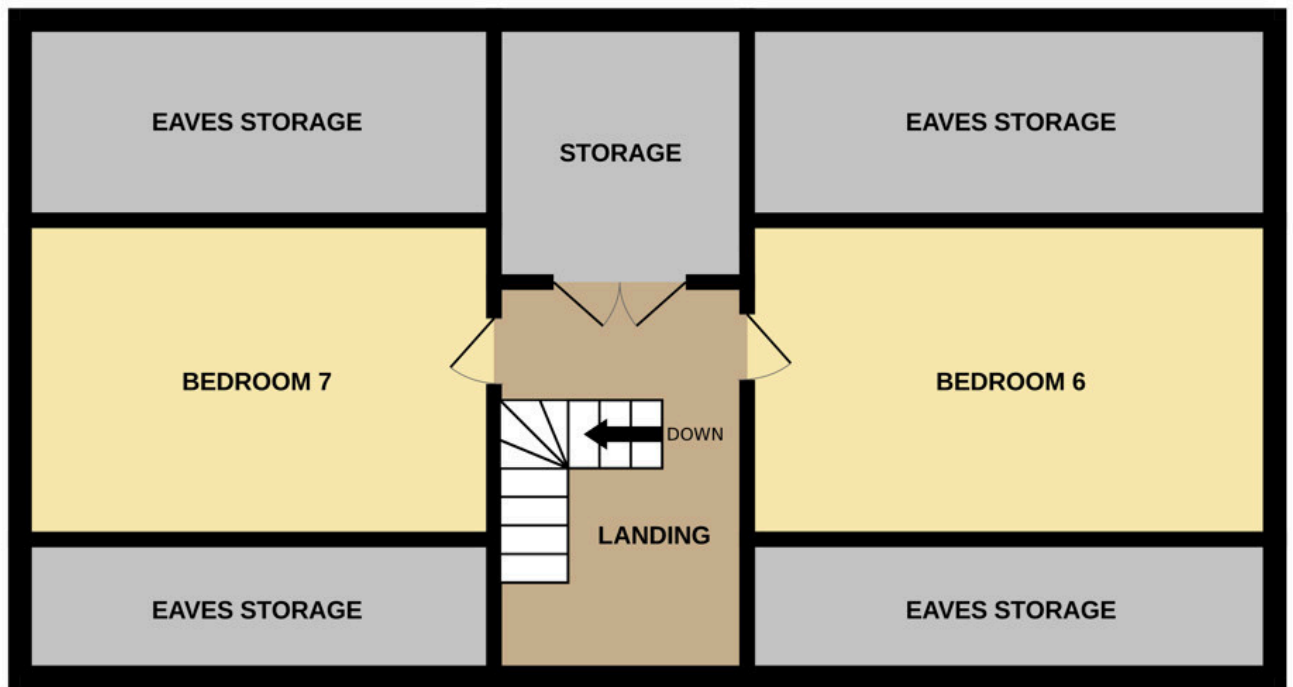 EAVES STORAGE
STORAGE
EAVES STORAGE
BEDROOM 7
BEDROOM 6
DOWN
LANDING
EAVES STORAGE
EAVES STORAGE